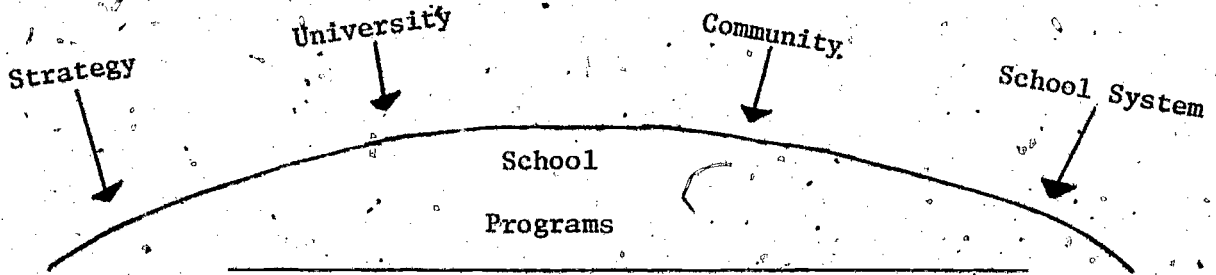 Strategy
University
Community
School System
School
Programs